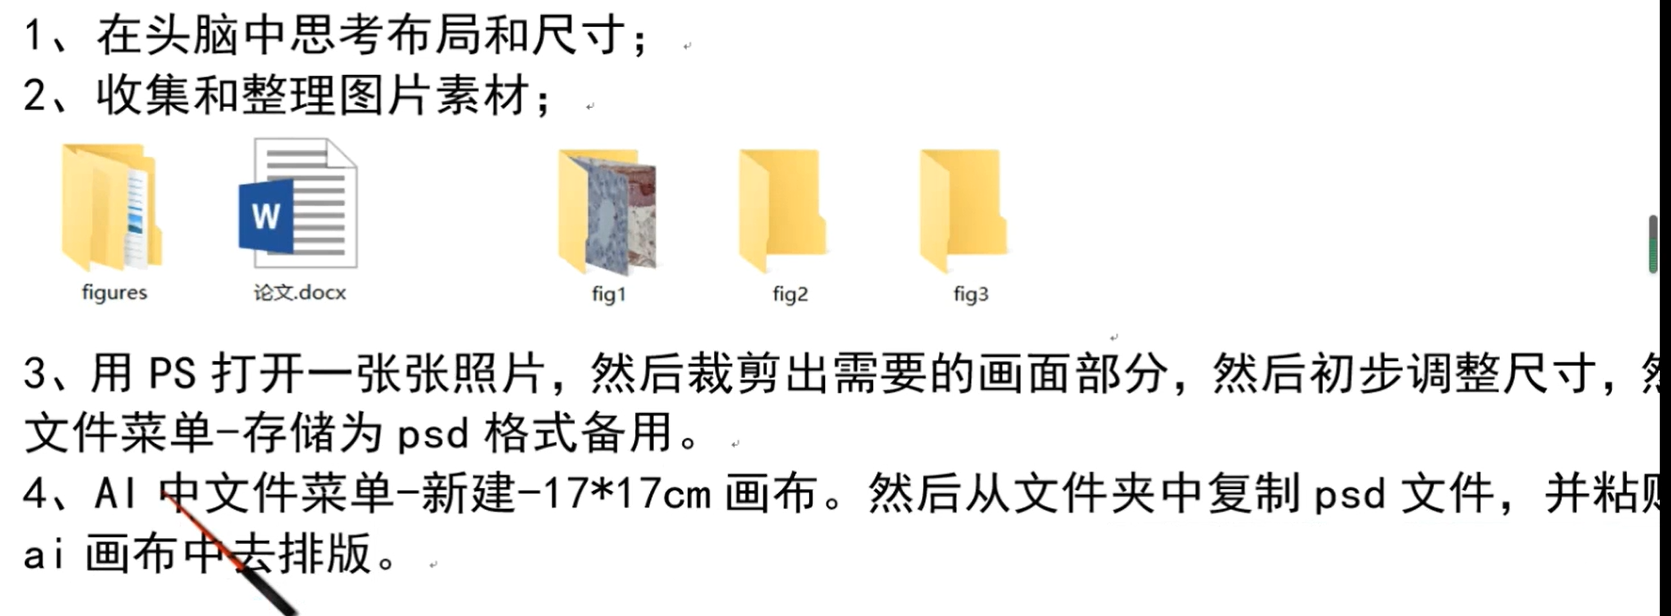 1、在头脑中思考布局和尺寸；
2、收集和整理图片素材；
W
figures 论文.docx fig1 fig2 fig3
3、用 PS 打开一张张照片，然后裁剪出需要的画面部分，然后初步调整尺寸，
文件菜单-存储为 psd 格式备用。
4、AI 中文件菜单-新建-17*17cm 画布。然后从文件夹中复制 psd 文件，并粘贴
ai 画布中去排版。